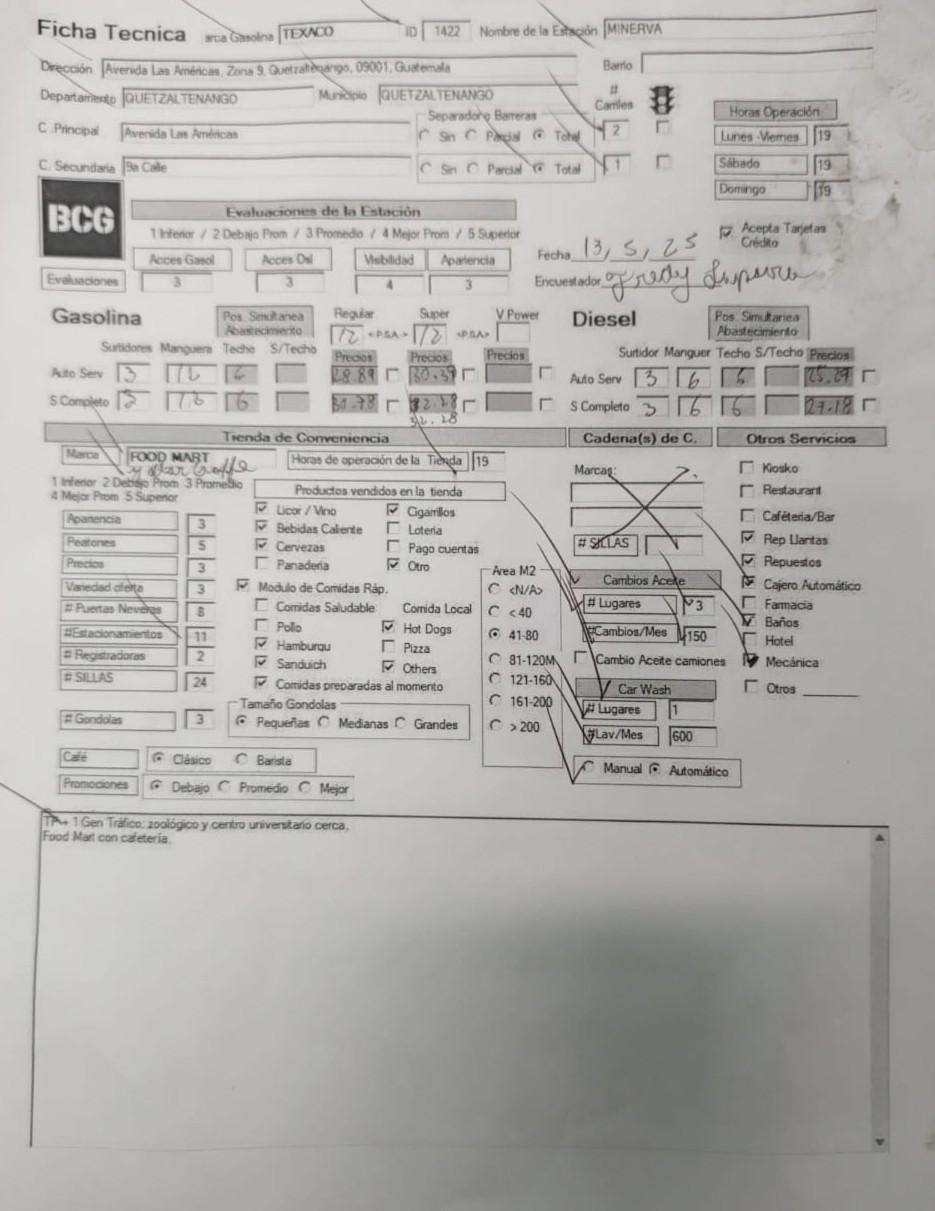 Ficha Tecnica arca Gasolina TEXACO ID 1422 Nombre de la Estación MINERVA
Dirección Avenida Las Américas, Zona 9, Quetzaltenango, 09001, Guatemala Barrio
Departamento QUETZALTENANGO Municipio QUETZALTENANGO # Carriles
Separador o Barreras Horas Operación
C .Principal Avenida Las Américas Sin Parcial Total 2 Lunes -Viernes 19
C. Secundaria 9a Calle Sin Parcial Total 1 Sábado 19
Domingo 19
BCG Evaluaciones de la Estación
1 Inferior / 2 Debajo Prom / 3 Promedio / 4 Mejor Prom / 5 Superior
Acepta Tarjetas Crédito
Acces Gasol Acces Dsl Visibilidad Apariencia Fecha 13, 5, 25
Evaluaciones 3 3 4 3 Encuestador Fredy
Gasolina Pos. Simultanea Abastecimiento Regular Super V Power Diesel Pos. Simultanea Abastecimiento
12 <P.S.A> 12 <P.S.A>
Surtidores Manguera Techo S/Techo Precios Precios Precios Surtidor Manguer Techo S/Techo Precios
Auto Serv 3 12 6 28.89 30.39 Auto Serv 3 6 6 25.29
S Completo 3 12 6 30.78 32.28 S Completo 3 6 6 27.18
32.28
Tienda de Conveniencia Cadena(s) de C. Otros Servicios
Marca FOOD MART Horas de operación de la Tienda 19
y Star Coffe
Marcas: Kiosko
1 Inferior 2 Debajo Prom 3 Promedio
4 Mejor Prom 5 Superior
Productos vendidos en la tienda Restaurant
Apariencia 3 Licor / Vino Cigarrillos Caféteria/Bar
Peatones 5 Bebidas Caliente Loteria # SILLAS Rep Llantas
Precios 3 Cervezas Pago cuentas Repuestos
Panaderia Otro Area M2 Cambios Aceite Cajero Automático
Variedad oferta 3 Modulo de Comidas Ráp. <N/A> # Lugares 3 Farmacia
# Puertas Neveras 8 Comidas Saludable Comida Local < 40 Baños
#Estacionamientos 11 Pollo Hot Dogs 41-80 #Cambios/Mes 150 Hotel
# Registradoras 2 Hamburqu Pizza 81-120M Cambio Aceite camiones Mecánica
# SILLAS 24 Sanduich Others 121-160 Car Wash Otros
Comidas preparadas al momento
# Gondolas 3 Tamaño Gondolas 161-200 # Lugares 1
Pequeñas Medianas Grandes > 200 #Lav/Mes 600
Café Clásico Barista Manual Automático
Promociones Debajo Promedio Mejor
1 Gen Tráfico: zoológico y centro universitario cerca,
Food Mart con cafetería,